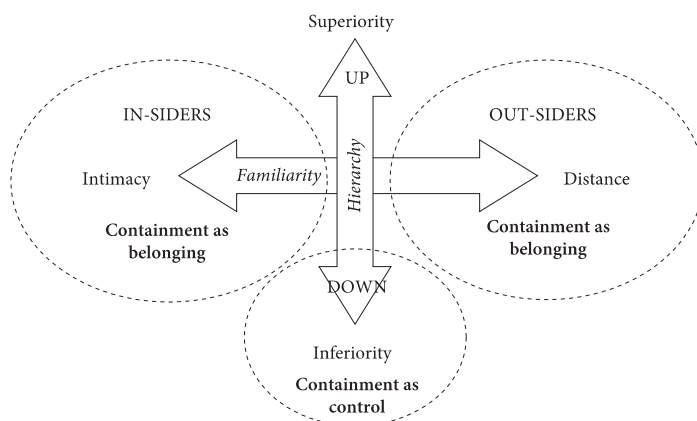 Superiority
UP
IN-SIDERS
OUT-SIDERS
Hierarchy
Intimacy
Familiarity
Distance
Containment as
belonging
Containment as
belonging
DOWN
Inferiority
Containment as
control